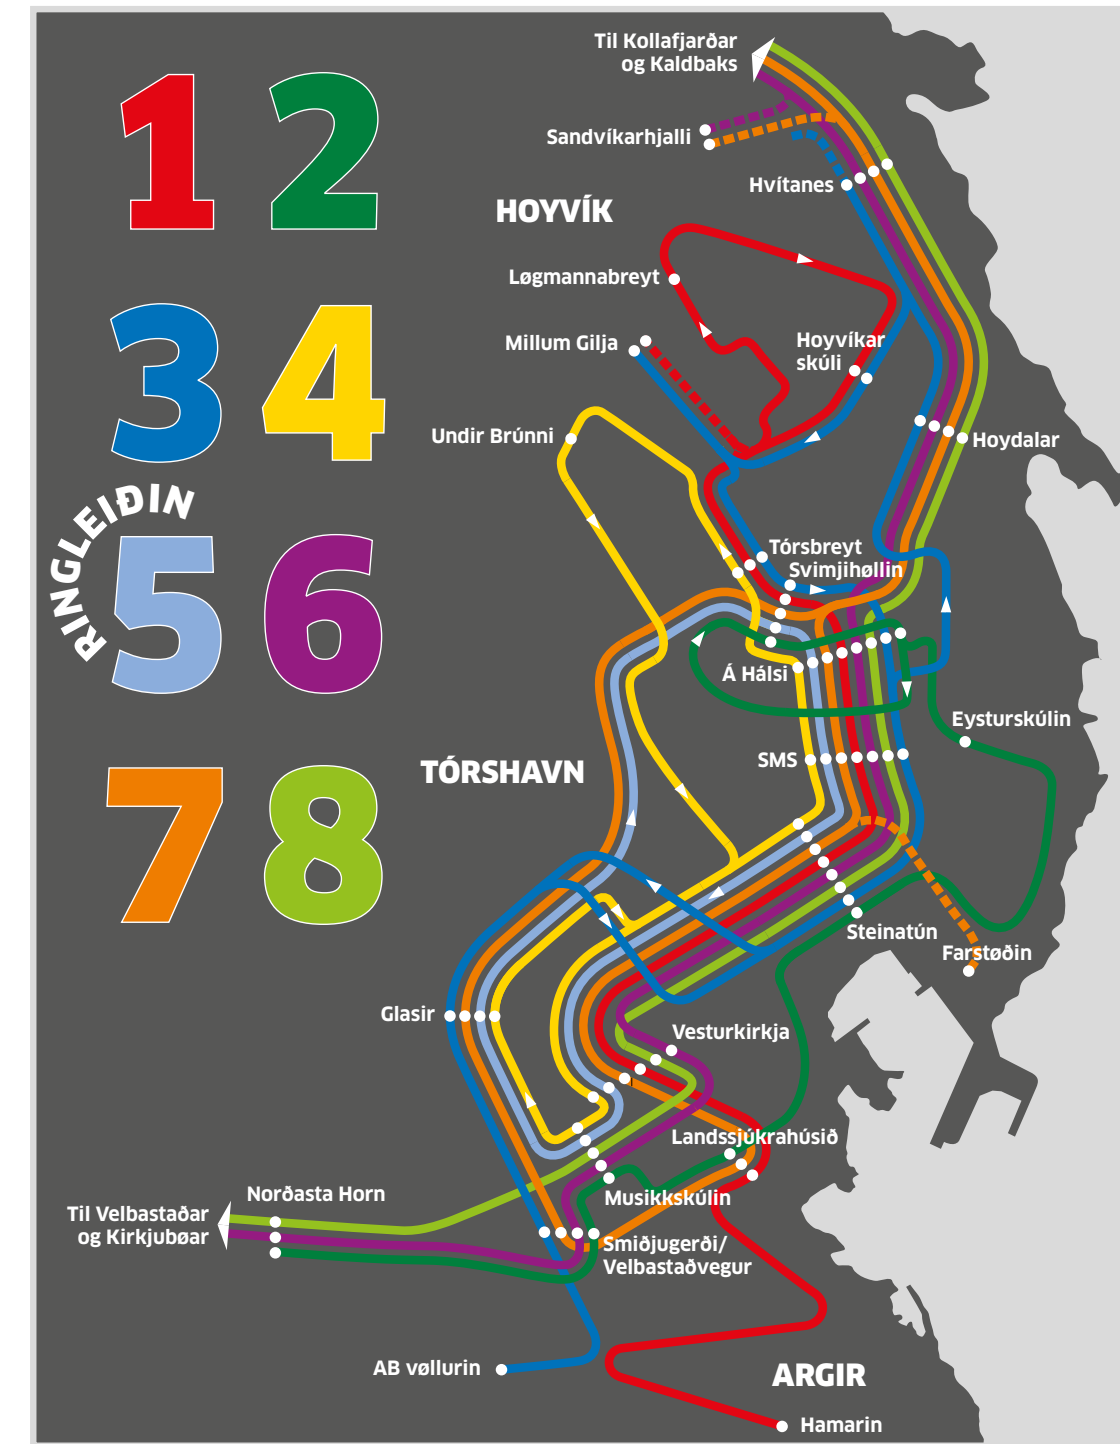 Til Kollafjarðar
og Kaldbaks
1
2
Sandvíkarhjalli
Hvítanes
HOYVÍK
Løgmannabreyt
3
4
Millum Gilja
Hoyvíkar
skúli
Undir Brúnni
Hoydalar
RINGLEIÐIN
5
6
Tórsbreyt
Svimjihøllin
Á Hálsi
Eysturskúlin
SMS
TÓRSHAVN
7
8
Steinatún
Farstøðin
Glasir
Vesturkirkja
Landssjúkrahúsið
Norðasta Horn
Musikkskúlin
Til Velbastaðar
og Kirkjubøar
Smiðjugerði/
Velbastaðvegur
AB vøllurin
ARGIR
Hamarin